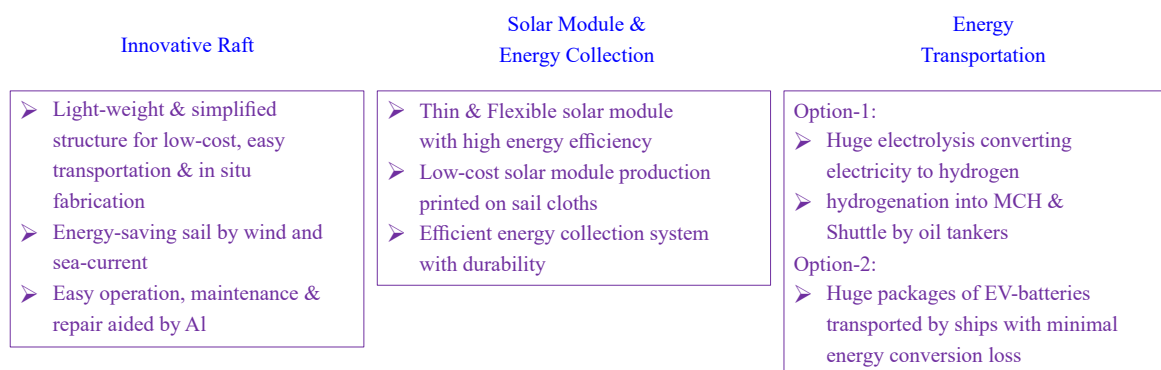 Innovative Raft
➢ Light-weight & simplified
structure for low-cost, easy
transportation & in situ
fabrication
➢ Energy-saving sail by wind and
sea-current
➢ Easy operation, maintenance &
repair aided by Al
Solar Module &
Energy Collection
➢ Thin & Flexible solar module
with high energy efficiency
➢ Low-cost solar module production
printed on sail cloths
➢ Efficient energy collection system
with durability
Energy
Transportation
Option-1:
➢ Huge electrolysis converting
electricity to hydrogen
➢ hydrogenation into MCH &
Shuttle by oil tankers
Option-2:
➢ Huge packages of EV-batteries
transported by ships with minimal
energy conversion loss